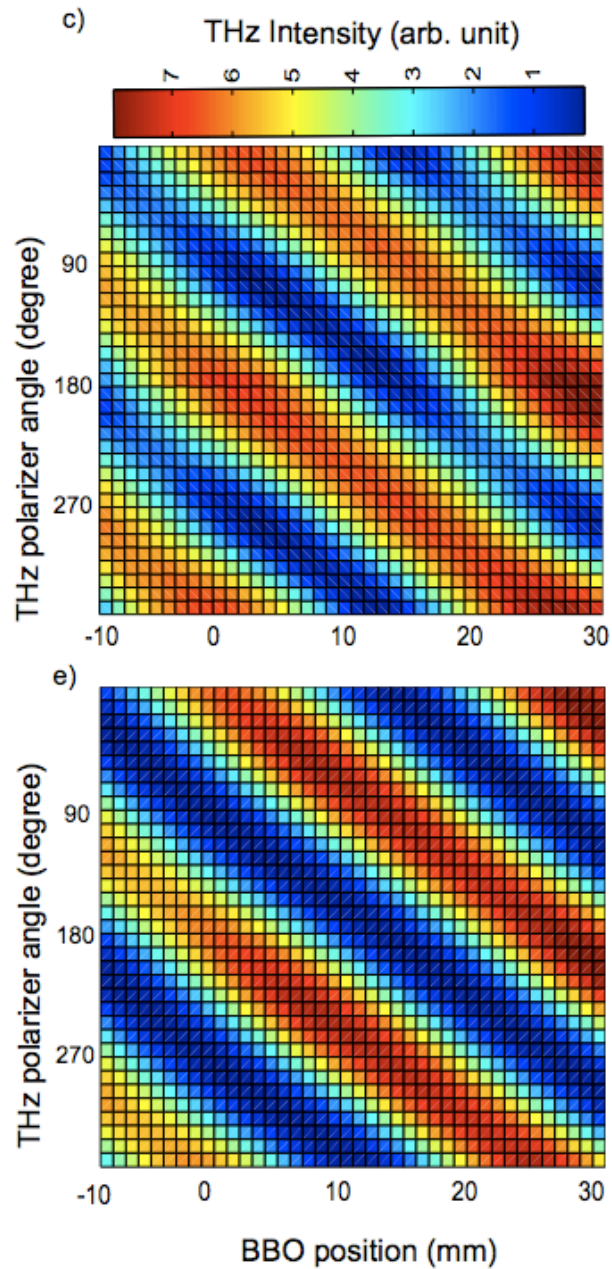 c)
THz Intensity (arb. unit)
7 6 5 4 3 2 1
THz polarizer angle (degree)
90
180
270
-10 0 10 20 30
e)
THz polarizer angle (degree)
90
180
270
-10 0 10 20 30
BBO position (mm)